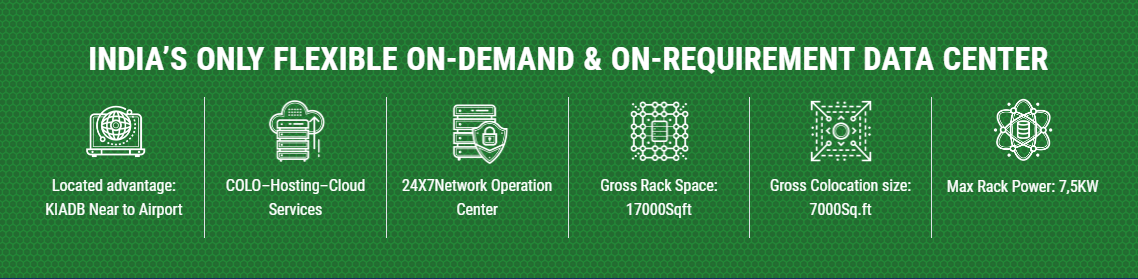 INDIA'S ONLY FLEXIBLE ON-DEMAND & ON-REQUIREMENT DATA CENTER
Located advantage:
KIADB Near to Airport
COLO–Hosting–Cloud
Services
24X7Network Operation
Center
Gross Rack Space:
17000Sqft
Gross Colocation size:
7000Sq.ft
Max Rack Power: 7,5KW